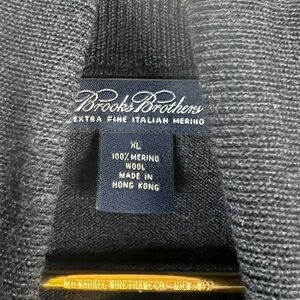 Brooks Brothers
EXTRA FINE ITALIAN MERINO
XL
100% MERINO
WOOL
MADE IN
HONG KONG